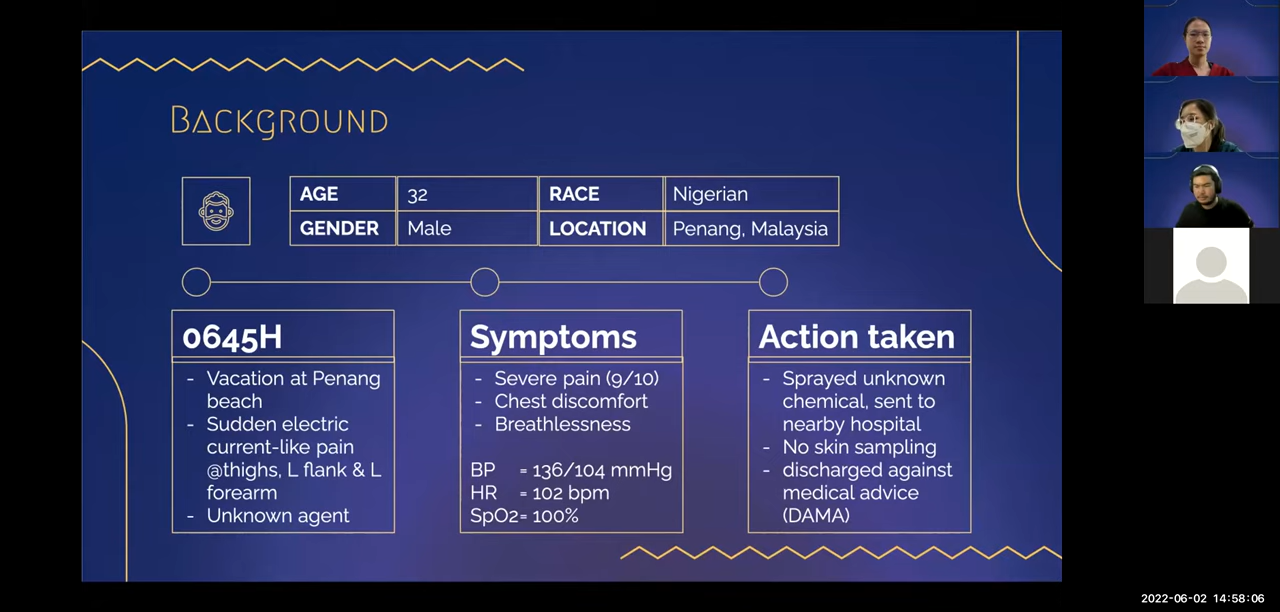 BACKGROUND
AGE 32 RACE Nigerian
GENDER Male LOCATION Penang, Malaysia
0645H
- Vacation at Penang
beach
- Sudden electric
current-like pain
@thighs, L flank & L
forearm
- Unknown agent
Symptoms
- Severe pain (9/10)
- Chest discomfort
- Breathlessness
BP = 136/104 mmHg
HR = 102 bpm
SpO2= 100%
Action taken
- Sprayed unknown
chemical, sent to
nearby hospital
- No skin sampling
- discharged against
medical advice
(DAMA)
2022-06-02 14:58:06